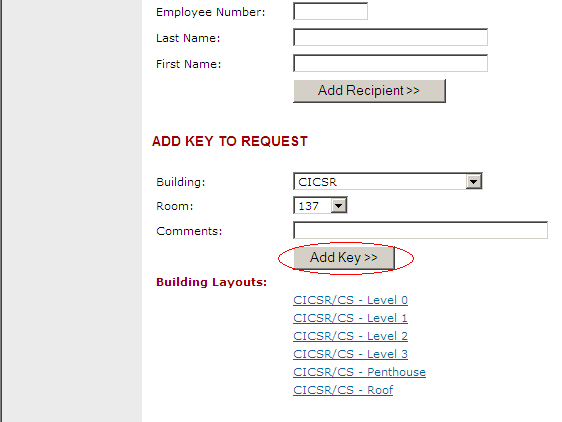 Employee Number:
Last Name:
First Name:
Add Recipient >>
ADD KEY TO REQUEST
Building: CICSR
Room: 137
Comments:
Add Key >>
Building Layouts:
CICSR/CS - Level 0
CICSR/CS - Level 1
CICSR/CS - Level 2
CICSR/CS - Level 3
CICSR/CS - Penthouse
CICSR/CS - Roof